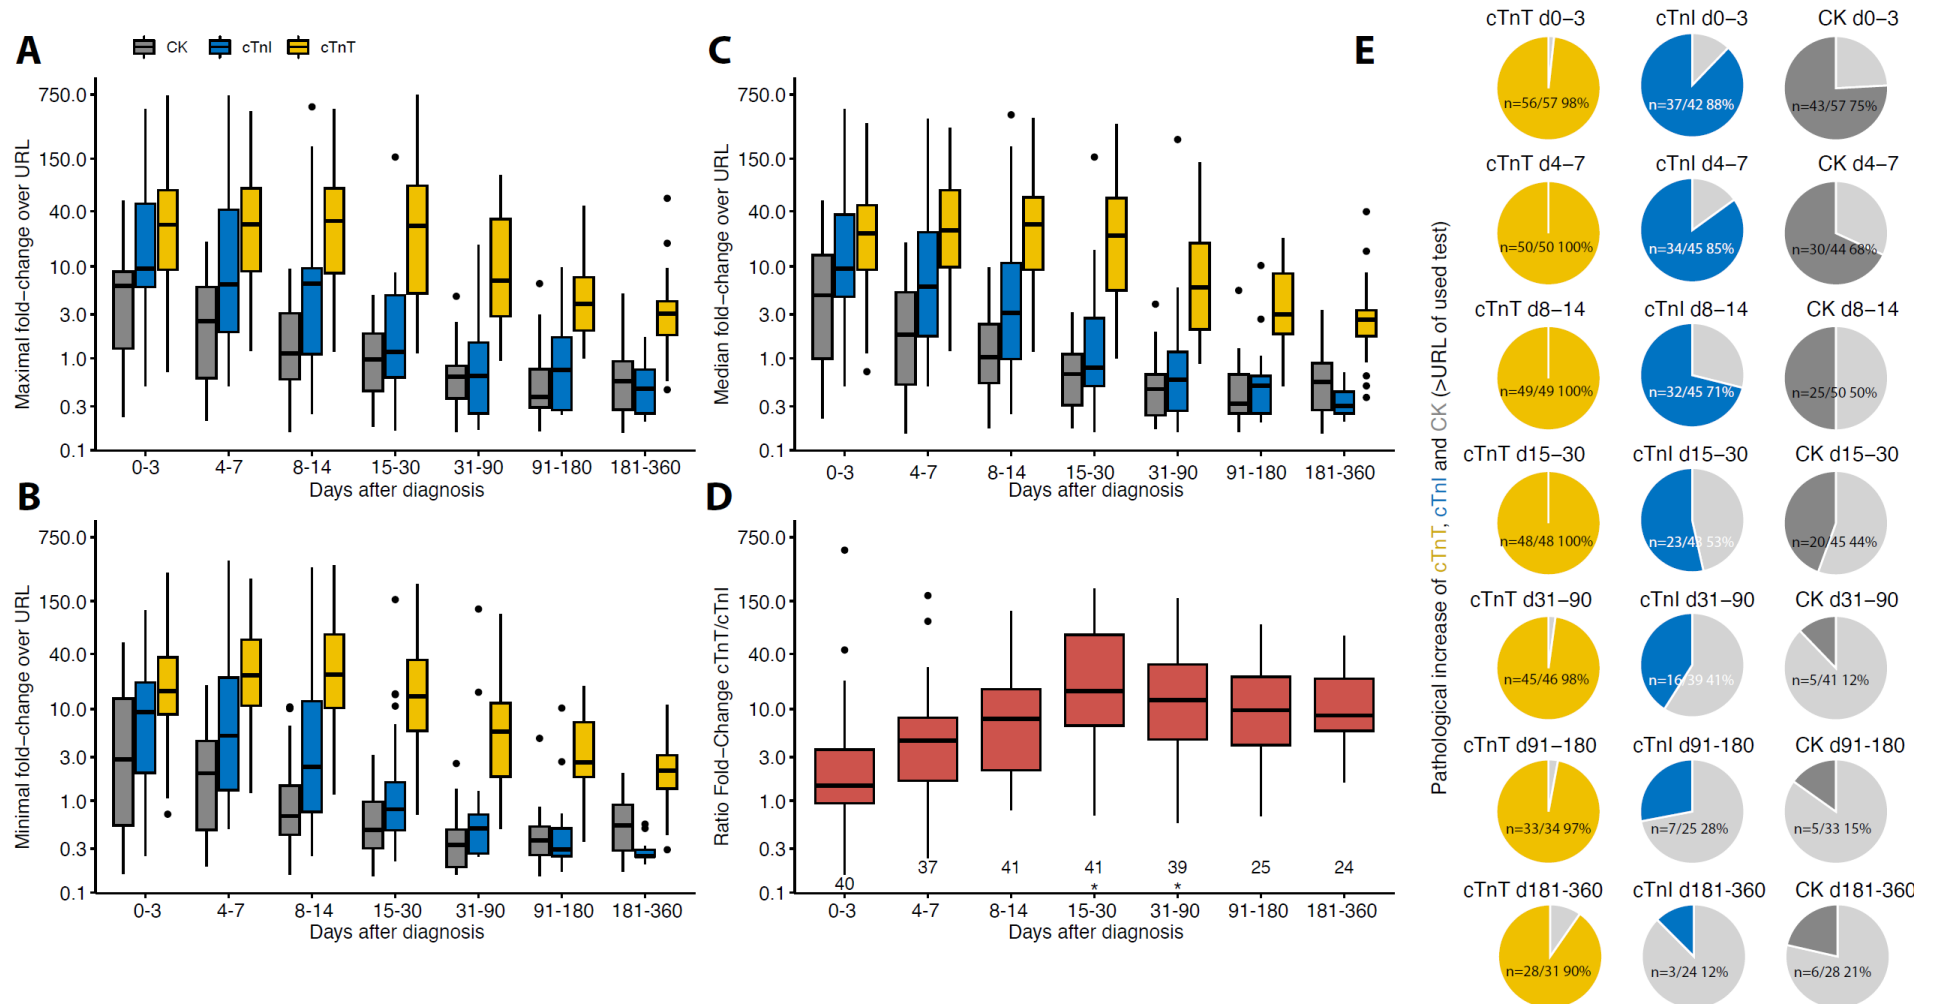 A
CK cTnI cTnT
Maximal fold-change over URL
750.0
150.0
40.0
10.0
3.0
1.0
0.3
0.1
0-3 4-7 8-14 15-30 31-90 91-180 181-360
Days after diagnosis
B
Minimal fold-change over URL
750.0
150.0
40.0
10.0
3.0
1.0
0.3
0.1
0-3 4-7 8-14 15-30 31-90 91-180 181-360
Days after diagnosis
C
Median fold-change over URL
750.0
150.0
40.0
10.0
3.0
1.0
0.3
0.1
0-3 4-7 8-14 15-30 31-90 91-180 181-360
Days after diagnosis
D
Ratio Fold-Change cTnT/cTnI
750.0
150.0
40.0
10.0
3.0
1.0
0.3
0.1
40 37 41 41 39 25 24
* *
0-3 4-7 8-14 15-30 31-90 91-180 181-360
Days after diagnosis
E
Pathological increase of cTnT, cTnI and CK (>URL of used test)
cTnT d0-3 cTnI d0-3 CK d0-3
n=56/57 98% n=37/42 88% n=43/57 75%
cTnT d4-7 cTnI d4-7 CK d4-7
n=50/50 100% n=34/45 85% n=30/44 68%
cTnT d8-14 cTnI d8-14 CK d8-14
n=49/49 100% n=32/45 71% n=25/50 50%
cTnT d15-30 cTnI d15-30 CK d15-30
n=48/48 100% n=23/43 53% n=20/45 44%
cTnT d31-90 cTnI d31-90 CK d31-90
n=45/46 98% n=16/39 41% n=5/41 12%
cTnT d91-180 cTnI d91-180 CK d91-180
n=33/34 97% n=7/25 28% n=5/33 15%
cTnT d181-360 cTnI d181-360 CK d181-360
n=28/31 90% n=3/24 12% n=6/28 21%